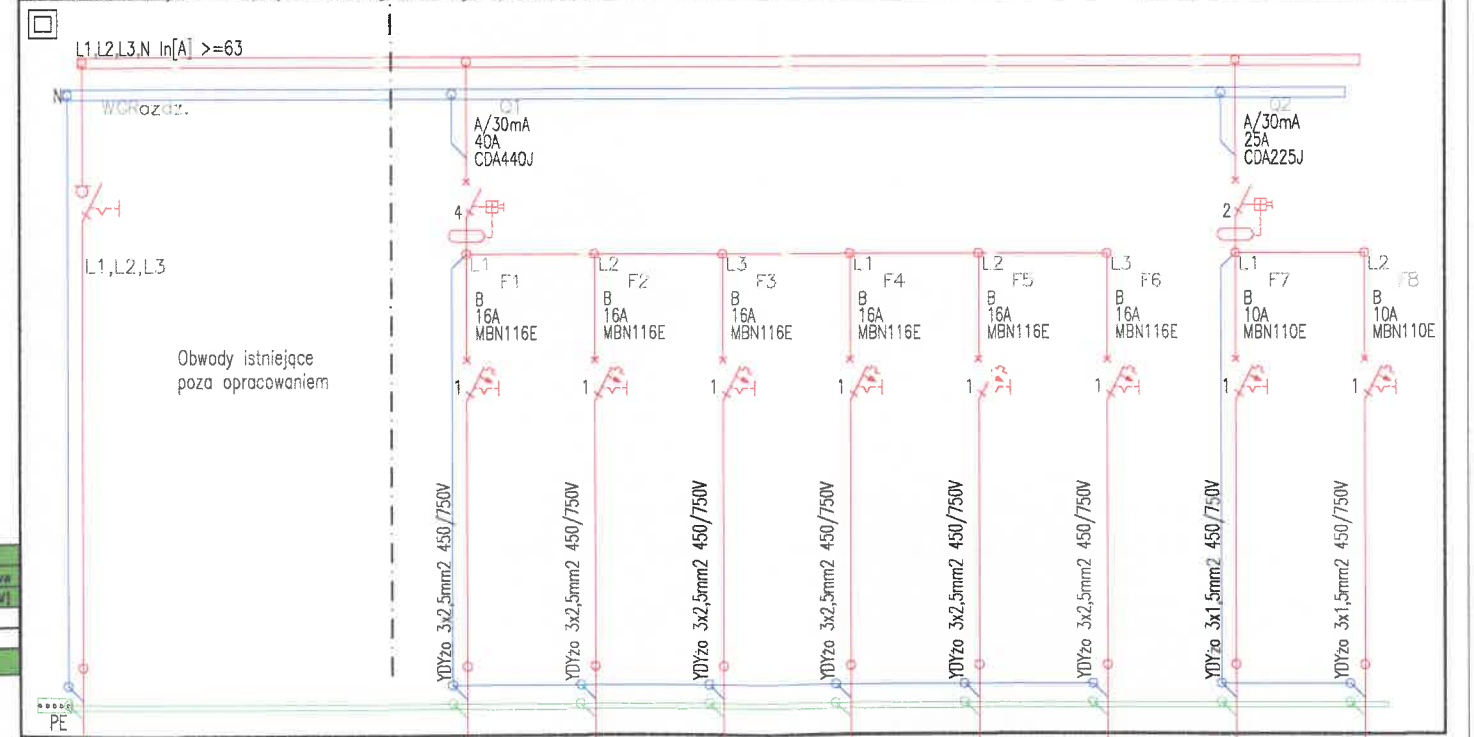 L1,L2,L3,N In[A] >=63
N
WGRozdz.
Q1
A/30mA
40A
CDA440J
4
Q2
A/30mA
25A
CDA225J
2
L1,L2,L3
Obwody istniejące
poza opracowaniem
L1
F1
B
16A
MBN116E
1
L2
F2
B
16A
MBN116E
1
L3
F3
B
16A
MBN116E
1
L1
F4
B
16A
MBN116E
1
L2
F5
B
16A
MBN116E
1
L3
F6
B
16A
MBN116E
1
L1
F7
B
10A
MBN110E
1
L2
F8
B
10A
MBN110E
1
YDYżo 3x2,5mm2 450/750V
YDYżo 3x2,5mm2 450/750V
YDYżo 3x2,5mm2 450/750V
YDYżo 3x2,5mm2 450/750V
YDYżo 3x2,5mm2 450/750V
YDYżo 3x2,5mm2 450/750V
YDYżo 3x1,5mm2 450/750V
YDYżo 3x1,5mm2 450/750V
PE